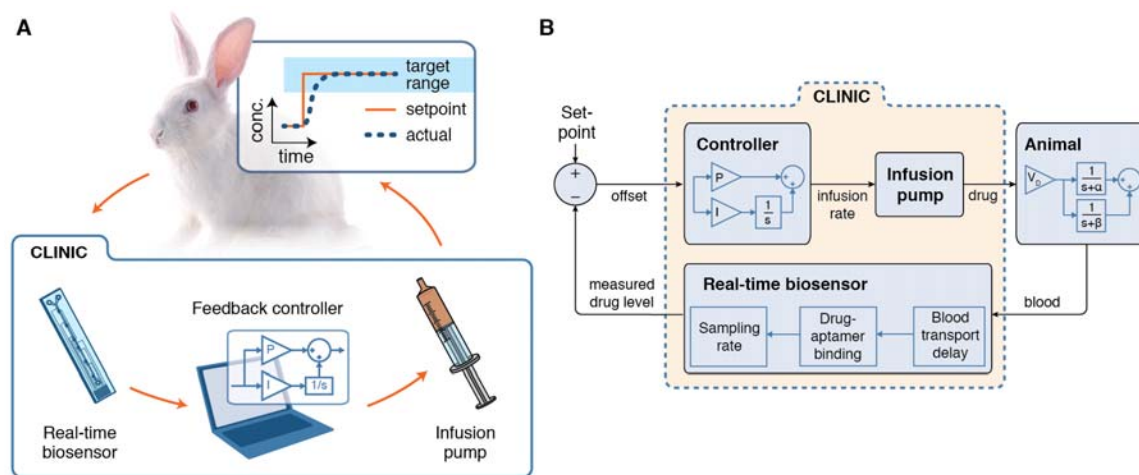 A
target
range
setpoint
actual
conc.
time
CLINIC
Feedback controller
P
I
1/s
+
+
Real-time
biosensor
Infusion
pump
B
CLINIC
Set-
point
+
−
offset
Controller
P
I
1
s
+
+
infusion
rate
Infusion
pump
drug
Animal
V_D
1
s+α
1
s+β
+
+
measured
drug level
Real-time biosensor
Sampling
rate
Drug-
aptamer
binding
Blood
transport
delay
blood